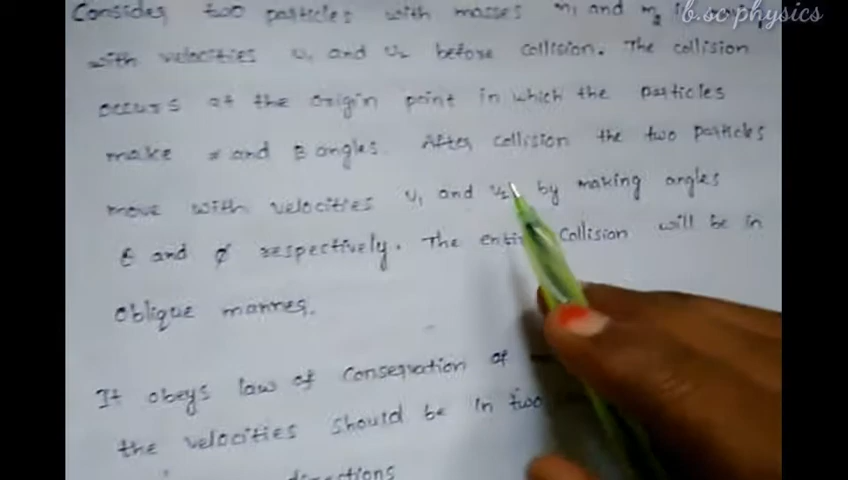 b.sc physics
Consider two particles with masses m₁ and m₂
with velocities u₁ and u₂ before collision. The collision
occurs at the origin point in which the particles
make α and β angles. After collision the two particles
move with velocities v₁ and v₂ by making angles
θ and φ respectively. The collision will be in
oblique manner.
It obeys law of conservation of
the velocities should be in two
directions